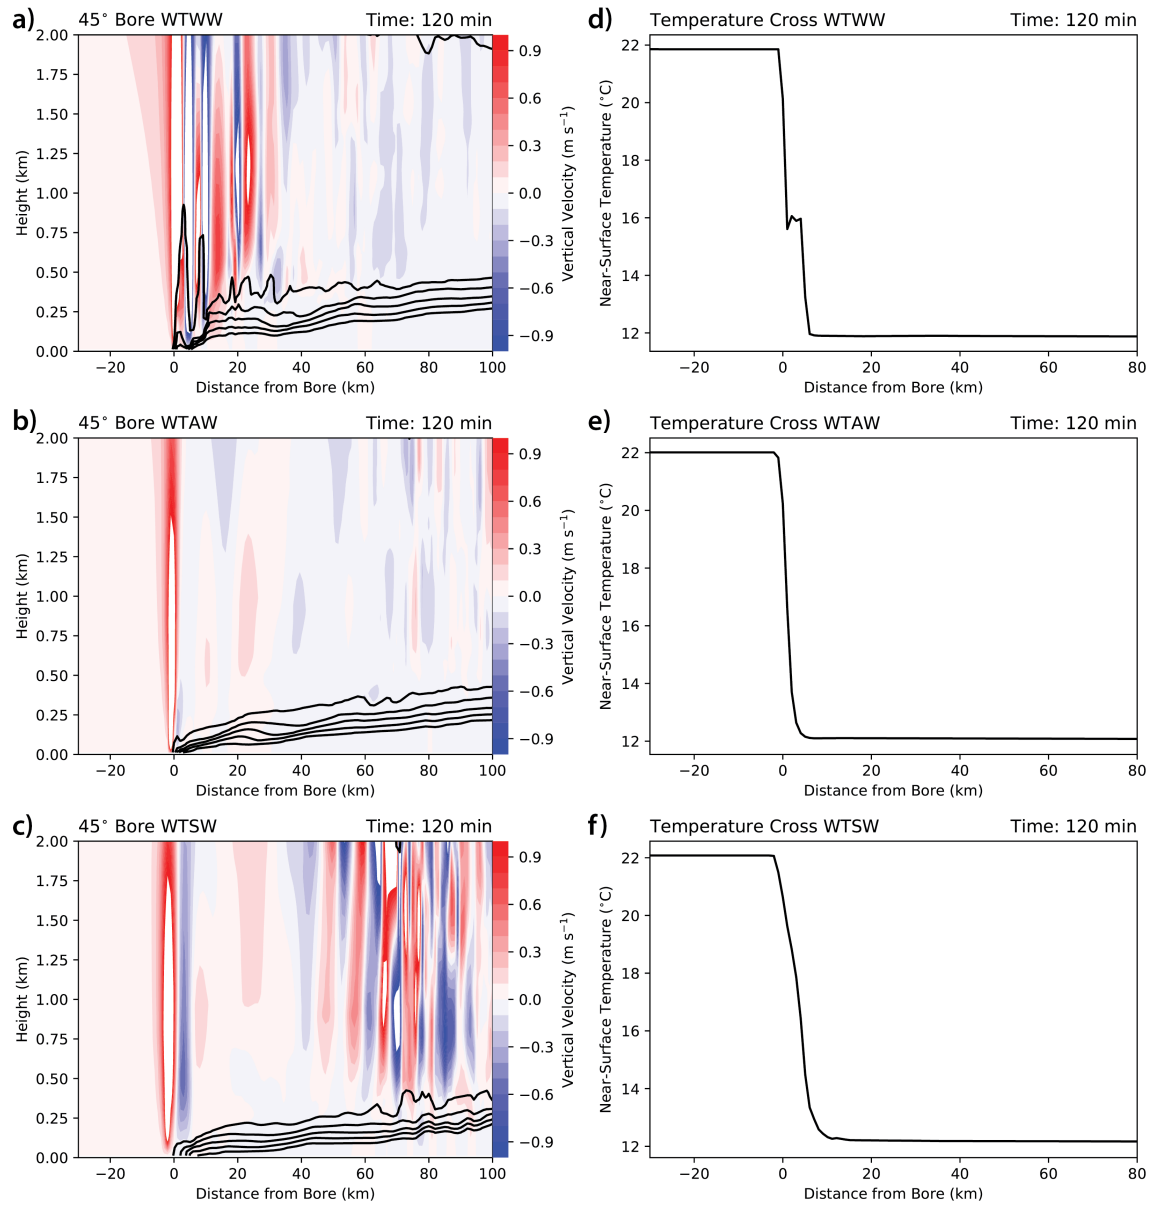 a) 45° Bore WTWW Time: 120 min
2.00
1.75
1.50
1.25
1.00
0.75
0.50
0.25
0.00
Height (km)
−20 0 20 40 60 80 100
Distance from Bore (km)
0.9
0.6
0.3
0.0
−0.3
−0.6
−0.9
Vertical Velocity (m s⁻¹)
d) Temperature Cross WTWW Time: 120 min
22
20
18
16
14
12
Near-Surface Temperature (°C)
−20 0 20 40 60 80
Distance from Bore (km)
b) 45° Bore WTAW Time: 120 min
2.00
1.75
1.50
1.25
1.00
0.75
0.50
0.25
0.00
Height (km)
−20 0 20 40 60 80 100
Distance from Bore (km)
0.9
0.6
0.3
0.0
−0.3
−0.6
−0.9
Vertical Velocity (m s⁻¹)
e) Temperature Cross WTAW Time: 120 min
22
20
18
16
14
12
Near-Surface Temperature (°C)
−20 0 20 40 60 80
Distance from Bore (km)
c) 45° Bore WTSW Time: 120 min
2.00
1.75
1.50
1.25
1.00
0.75
0.50
0.25
0.00
Height (km)
−20 0 20 40 60 80 100
Distance from Bore (km)
0.9
0.6
0.3
0.0
−0.3
−0.6
−0.9
Vertical Velocity (m s⁻¹)
f) Temperature Cross WTSW Time: 120 min
22
20
18
16
14
12
Near-Surface Temperature (°C)
−20 0 20 40 60 80
Distance from Bore (km)